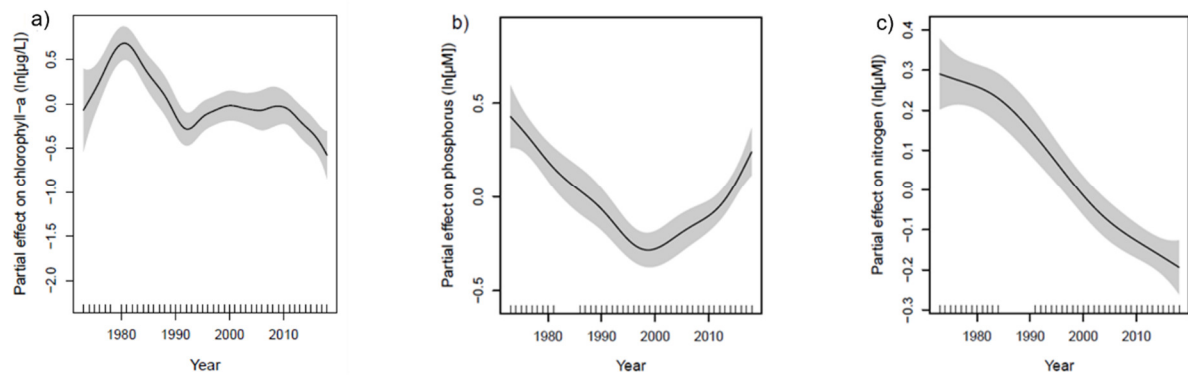 a)
Partial effect on chlorophyll-a (ln[µg/L])
0.5
0.0
-0.5
-1.0
-1.5
-2.0
1980 1990 2000 2010
Year
b)
Partial effect on phosphorus (ln[µM])
0.5
0.0
-0.5
1980 1990 2000 2010
Year
c)
Partial effect on nitrogen (ln[µM])
0.4
0.3
0.2
0.1
0.0
-0.1
-0.2
-0.3
1980 1990 2000 2010
Year